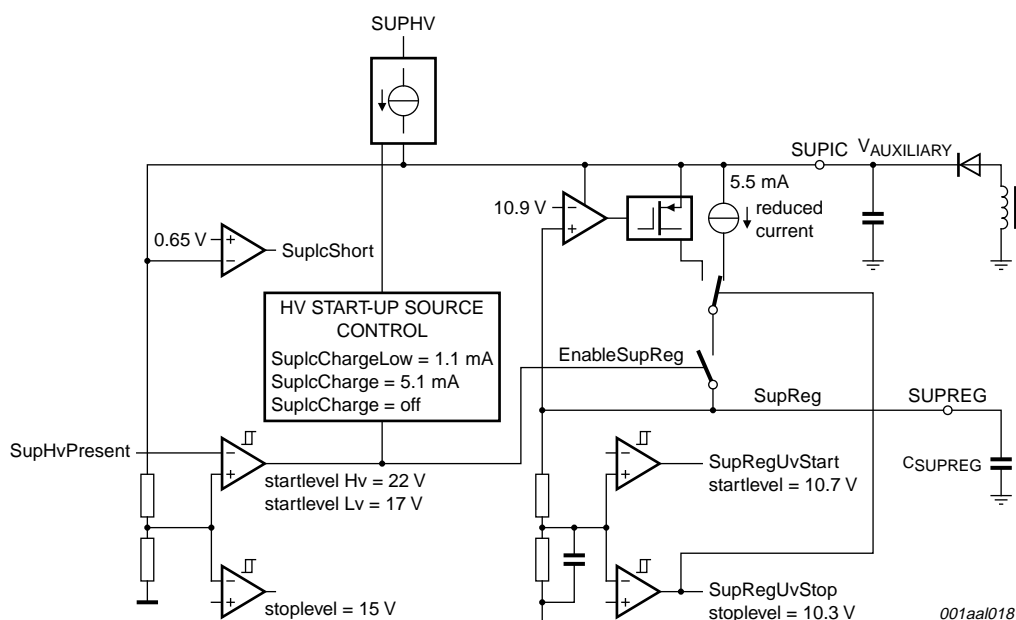 SUPHV
SUPIC
VAUXILIARY
5.5 mA
reduced
current
10.9 V
−
+
0.65 V
+
−
SupIcShort
HV START-UP SOURCE
CONTROL
SupIcChargeLow = 1.1 mA
SupIcCharge = 5.1 mA
SupIcCharge = off
EnableSupReg
SupReg
SUPREG
CSUPREG
SupHvPresent
−
+
startlevel Hv = 22 V
startlevel Lv = 17 V
−
+
SupRegUvStart
startlevel = 10.7 V
−
+
stoplevel = 15 V
−
+
SupRegUvStop
stoplevel = 10.3 V
001aal018